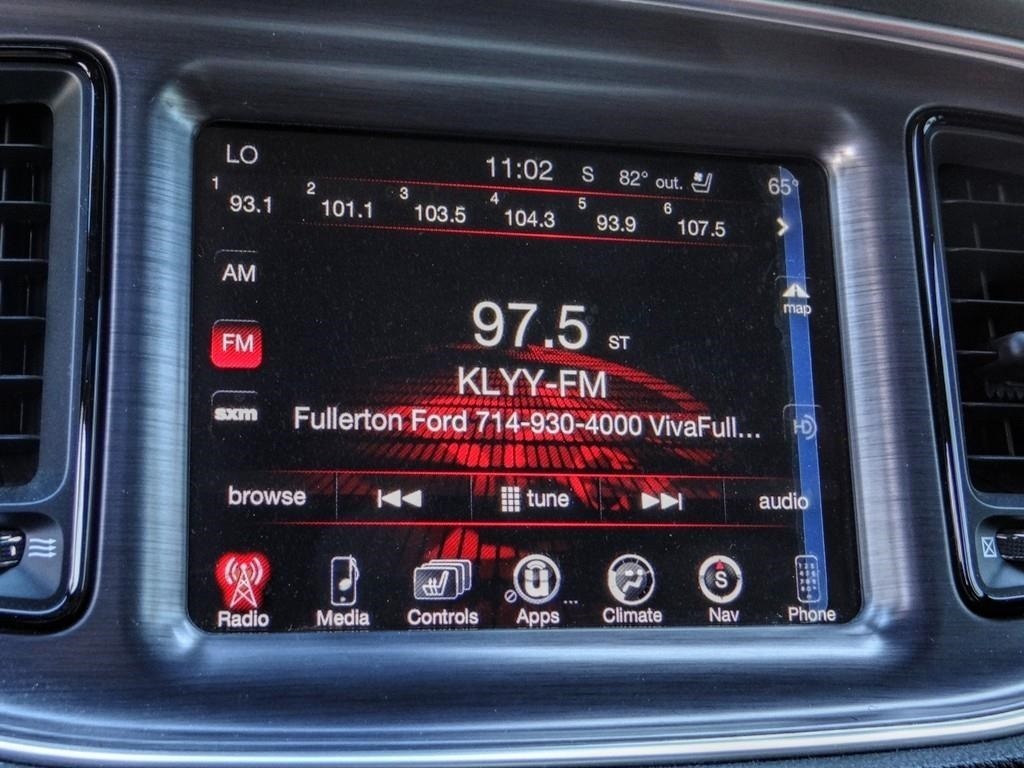 LO 11:02 S 82° out. 65°
1 93.1 2 101.1 3 103.5 4 104.3 5 93.9 6 107.5
AM
97.5 ST
map
FM
KLYY-FM
sxm
Fullerton Ford 714-930-4000 VivaFull...
HD
browse tune audio
Radio Media Controls Apps ... Climate S Nav Phone